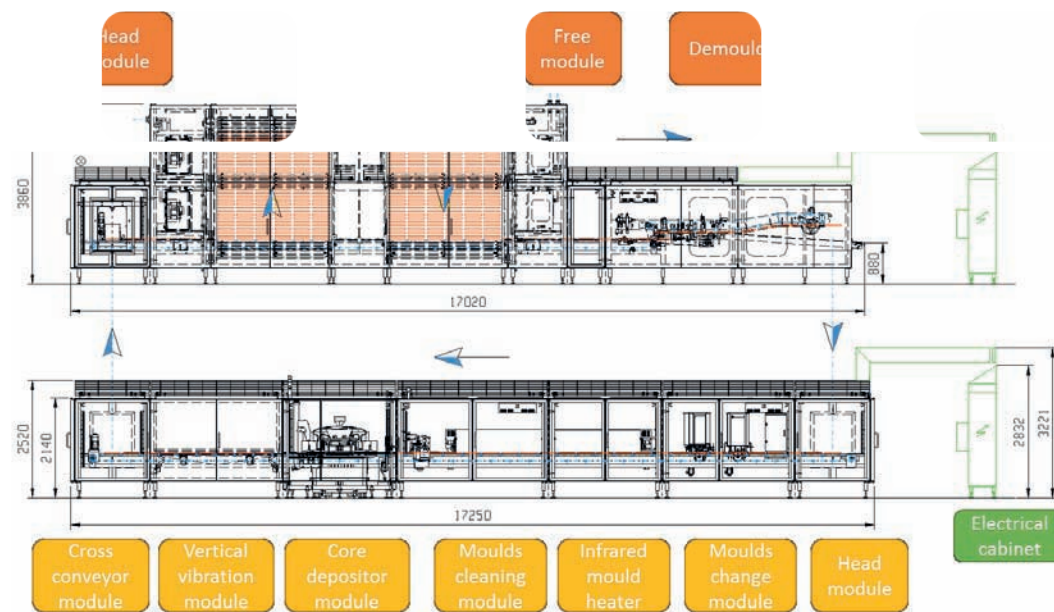 Head
module
Free
module
Demould
3860
880
17020
2520
2140
2832
3221
17250
Cross
conveyor
module
Vertical
vibration
module
Core
depositor
module
Moulds
cleaning
module
Infrared
mould
heater
Moulds
change
module
Head
module
Electrical
cabinet